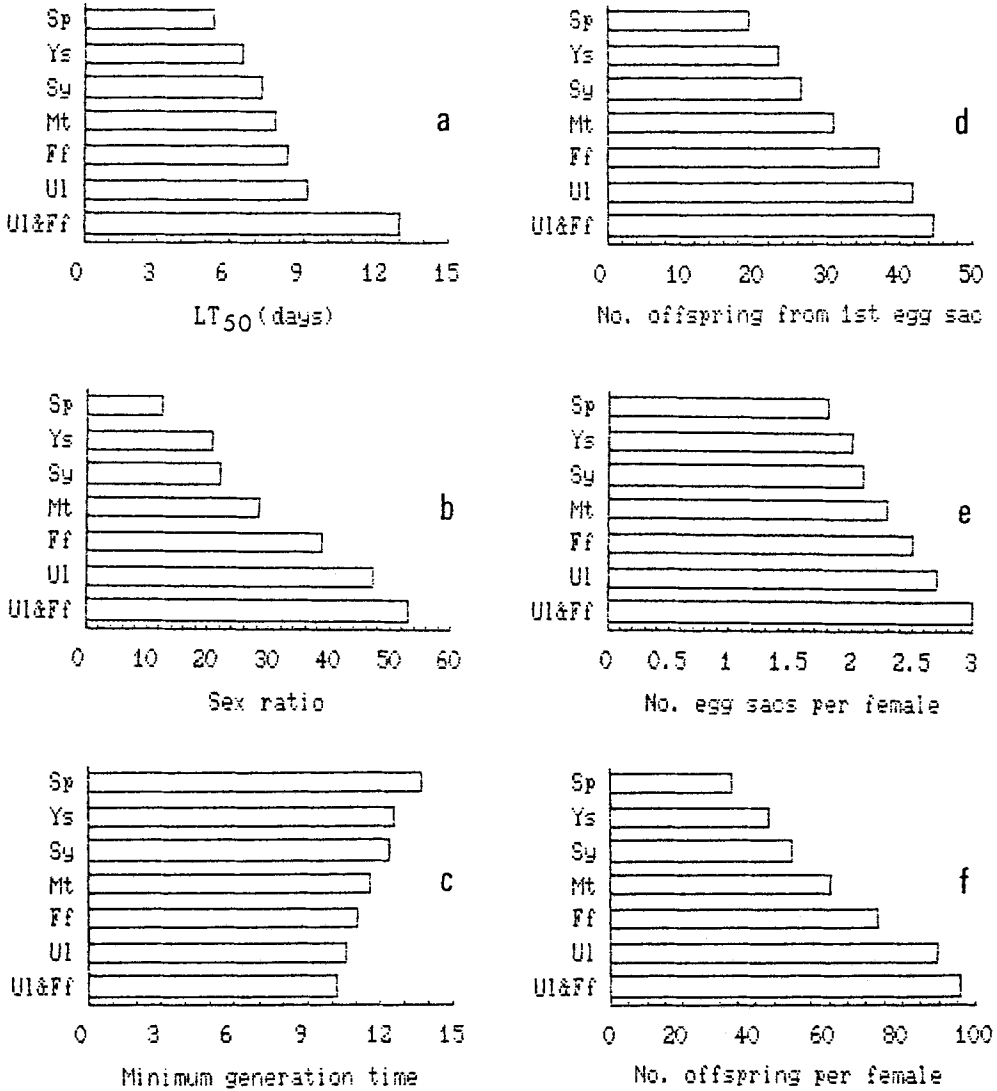 Sp
Ys
Sy
Mt
Ff
Ul
Ul&Ff
a
0 3 6 9 12 15
LT50(days)
Sp
Ys
Sy
Mt
Ff
Ul
Ul&Ff
d
0 10 20 30 40 50
No. offspring from 1st egg sac
Sp
Ys
Sy
Mt
Ff
Ul
Ul&Ff
b
0 10 20 30 40 50 60
Sex ratio
Sp
Ys
Sy
Mt
Ff
Ul
Ul&Ff
e
0 0.5 1 1.5 2 2.5 3
No. egg sacs per female
Sp
Ys
Sy
Mt
Ff
Ul
Ul&Ff
c
0 3 6 9 12 15
Minimum generation time
Sp
Ys
Sy
Mt
Ff
Ul
Ul&Ff
f
0 20 40 60 80 100
No. offspring per female